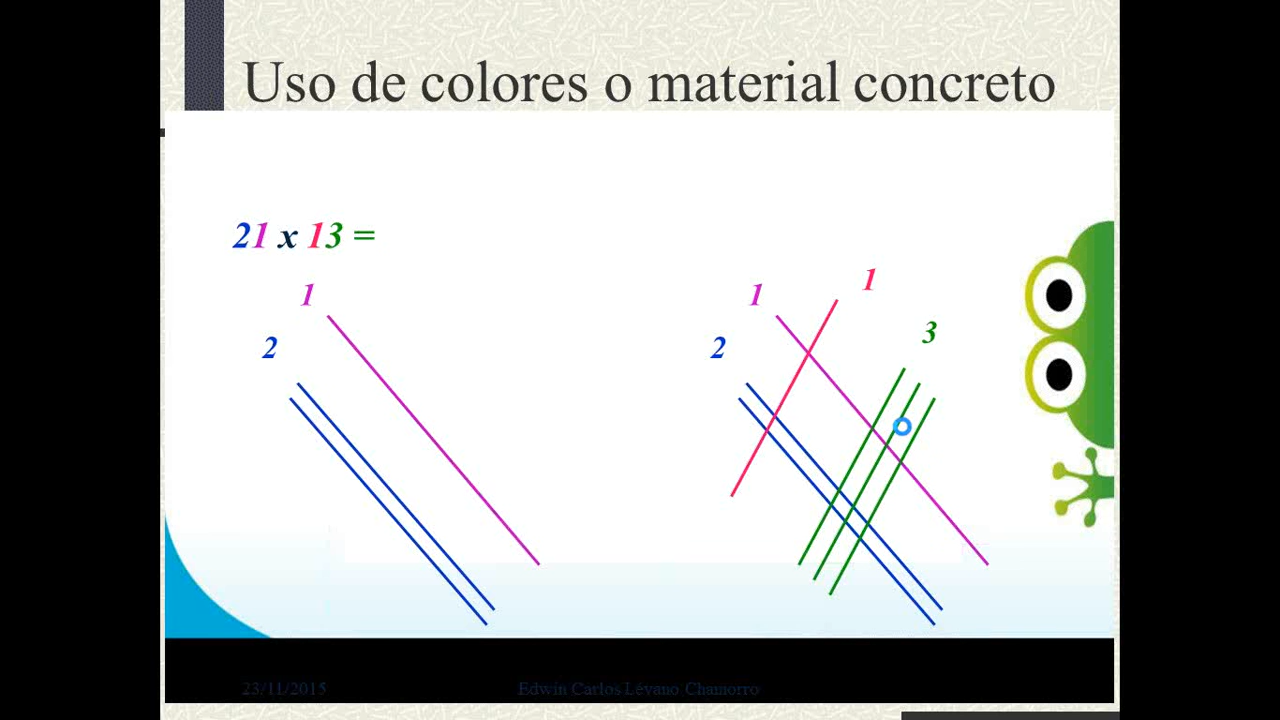 Uso de colores o material concreto
21 x 13 =
1
2
1
1
2
3
23/11/2015
Edwin Carlos Lévano Chamorro